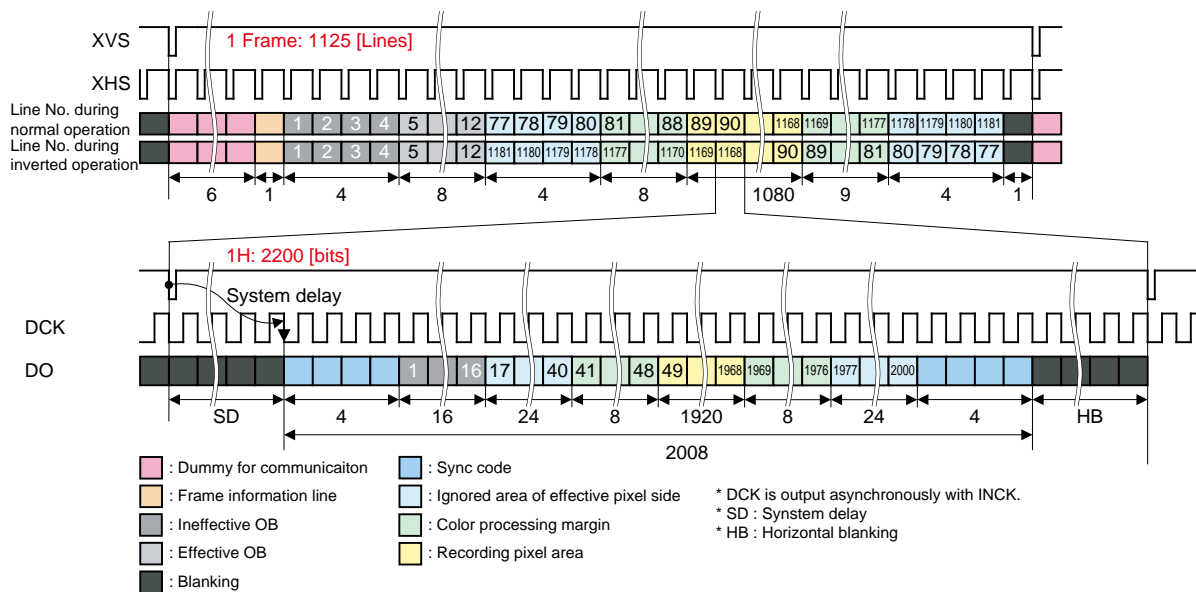 XVS
1 Frame: 1125 [Lines]
XHS
Line No. during
normal operation
1 2 3 4 5 12 77 78 79 80 81 88 89 90 1168 1169 1177 1178 1179 1180 1181
Line No. during
inverted operation
1 2 3 4 5 12 1181 1180 1179 1178 1177 1170 1169 1168 90 89 81 80 79 78 77
6 1 4 8 4 8 1080 9 4 1
1H: 2200 [bits]
System delay
DCK
DO
1 16 17 40 41 48 49 1968 1969 1976 1977 2000
SD 4 16 24 8 1920 8 24 4 HB
2008
: Dummy for communicaiton
: Frame information line
: Ineffective OB
: Effective OB
: Blanking
: Sync code
: Ignored area of effective pixel side
: Color processing margin
: Recording pixel area
* DCK is output asynchronously with INCK.
* SD : Synstem delay
* HB : Horizontal blanking